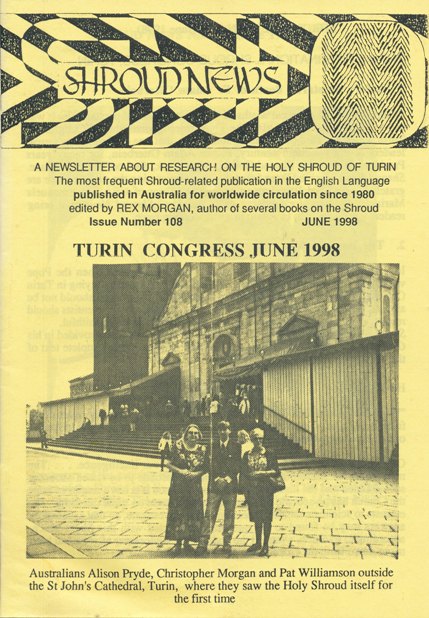 SHROUD NEWS
A NEWSLETTER ABOUT RESEARCH ON THE HOLY SHROUD OF TURIN
The most frequent Shroud-related publication in the English Language
published in Australia for worldwide circulation since 1980
edited by REX MORGAN, author of several books on the Shroud
Issue Number 108 JUNE 1998
TURIN CONGRESS JUNE 1998
Australians Alison Pryde, Christopher Morgan and Pat Williamson outside
the St John's Cathedral, Turin, where they saw the Holy Shroud itself for
the first time